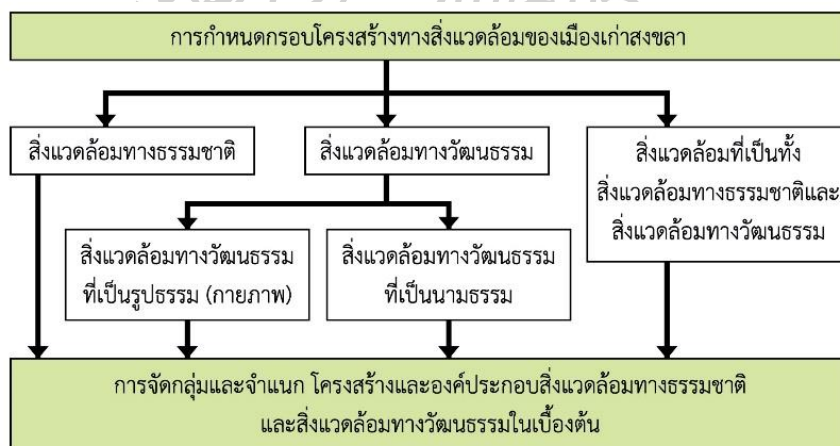 การกำหนดกรอบโครงสร้างทางสิ่งแวดล้อมของเมืองเก่าสงขลา
สิ่งแวดล้อมทางธรรมชาติ
สิ่งแวดล้อมทางวัฒนธรรม
สิ่งแวดล้อมที่เป็นทั้ง
สิ่งแวดล้อมทางธรรมชาติและ
สิ่งแวดล้อมทางวัฒนธรรม
สิ่งแวดล้อมทางวัฒนธรรม
ที่เป็นรูปธรรม (กายภาพ)
สิ่งแวดล้อมทางวัฒนธรรม
ที่เป็นนามธรรม
การจัดกลุ่มและจำแนก โครงสร้างและองค์ประกอบสิ่งแวดล้อมทางธรรมชาติ
และสิ่งแวดล้อมทางวัฒนธรรมในเบื้องต้น